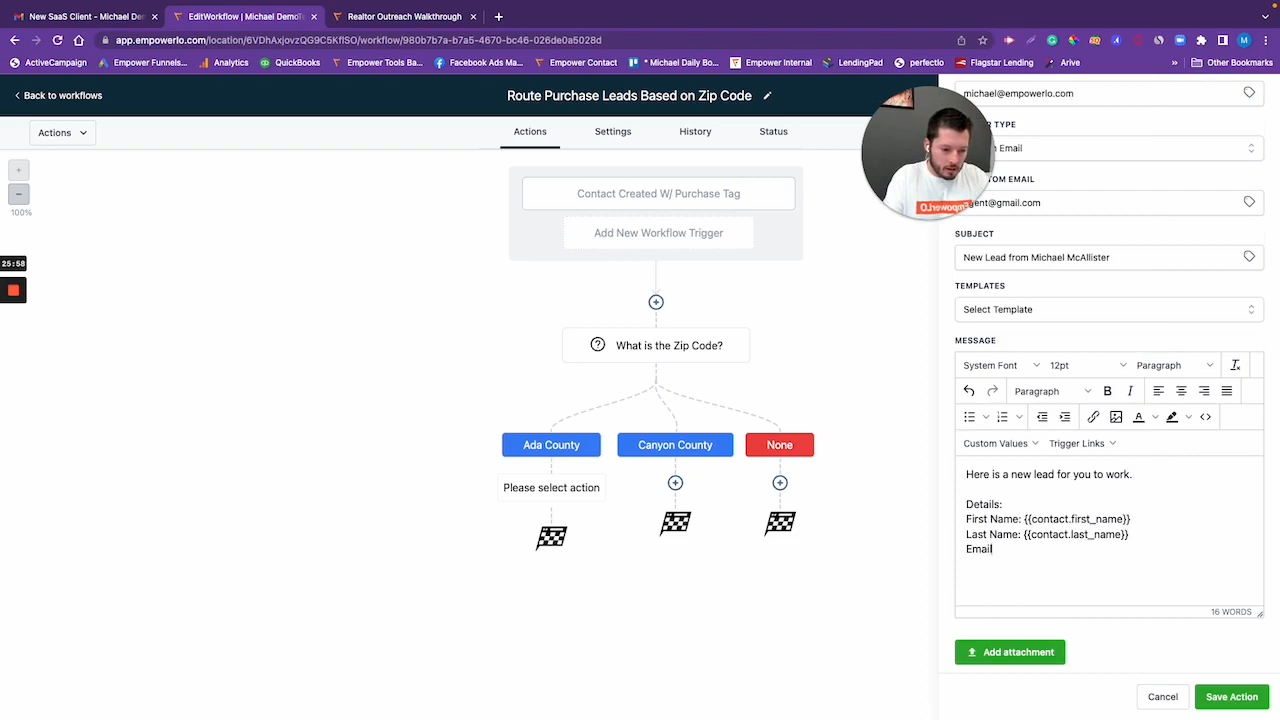 New SaaS Client - Michael Den
EditWorkflow | Michael DemoTe
Realtor Outreach Walkthrough
app.empowerlo.com/location/6VDhAxjovzQG9C5KflSO/workflow/980b7b7a-b7a5-4670-bc46-026de0a5028d
M
ActiveCampaign
Empower Funnels...
Analytics
QuickBooks
Empower Tools Ba...
Facebook Ads Ma...
Empower Contact
* Michael Daily Bo...
Empower Internal
LendingPad
perfecto
Flagstar Lending
Arive
»
Other Bookmarks
Back to workflows
Route Purchase Leads Based on Zip Code
michael@empowerlo.com
Actions
Actions
Settings
History
Status
R TYPE
Email
100%
Contact Created W/ Purchase Tag
Add New Workflow Trigger
TOM EMAIL
gent@gmail.com
EmpowerLO
SUBJECT
New Lead from Michael McAllister
25:58
TEMPLATES
Select Template
What is the Zip Code?
MESSAGE
System Font
12pt
Paragraph
Paragraph
B
I
A
Custom Values
Trigger Links
Ada County
Canyon County
None
Please select action
Here is a new lead for you to work.
Details:
First Name: {{contact.first_name}}
Last Name: {{contact.last_name}}
Email
16 WORDS
Add attachment
Cancel
Save Action